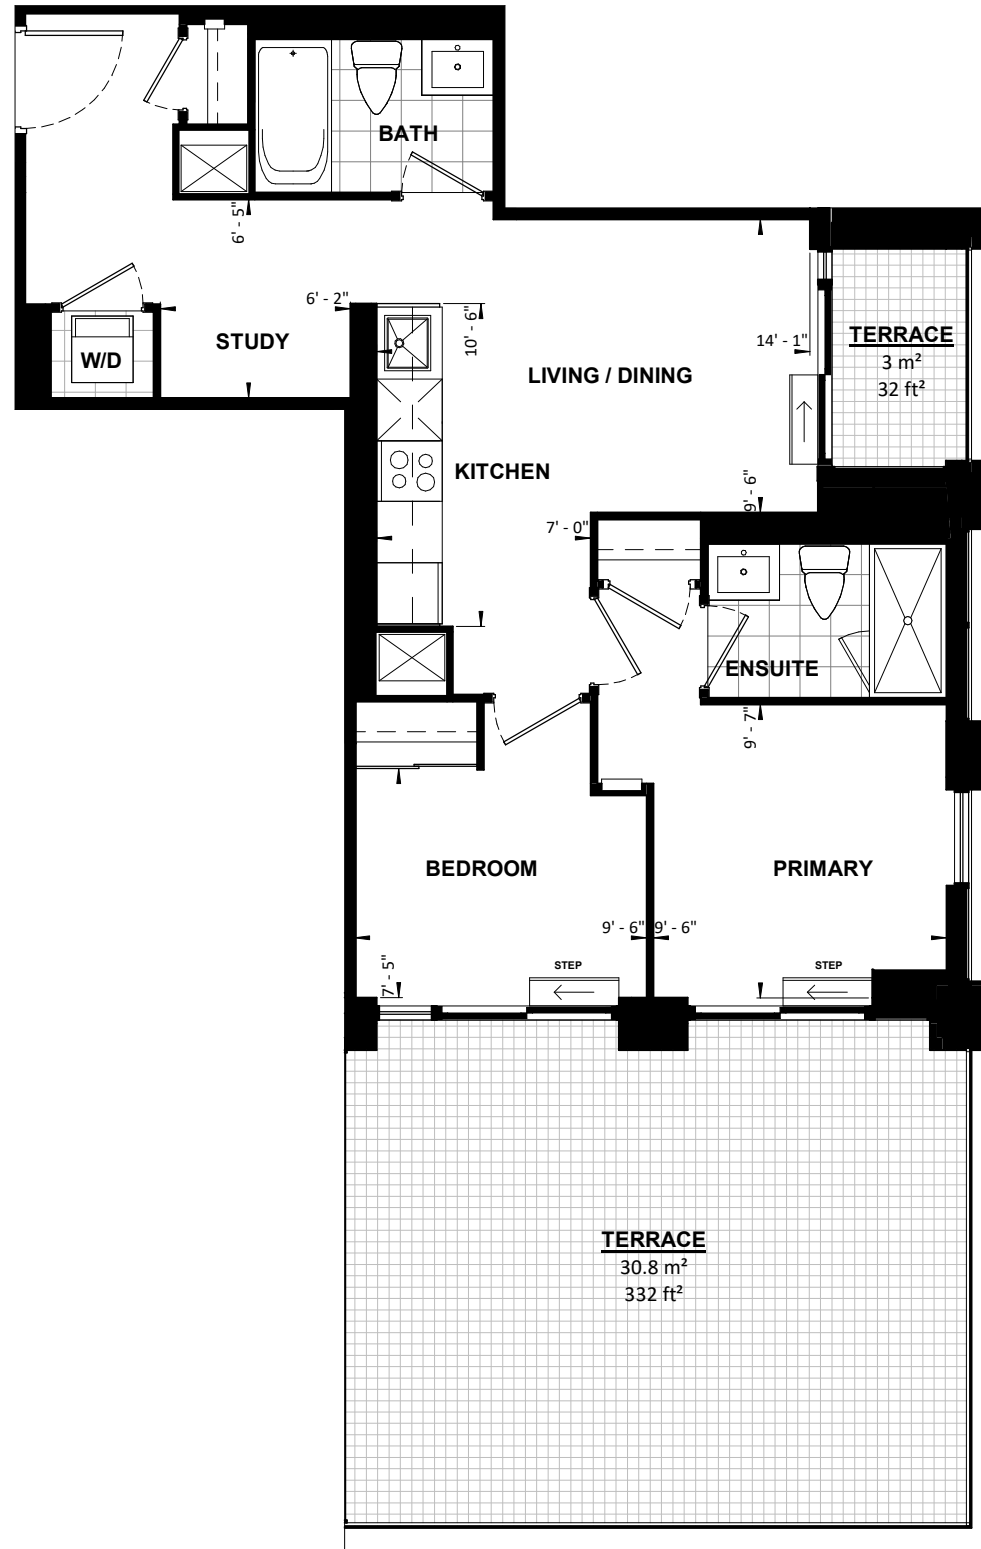 BATH
6' - 5"
6' - 2"
10' - 6"
14' - 1"
TERRACE
3 m²
32 ft²
STUDY
W/D
LIVING / DINING
KITCHEN
9' - 6"
7' - 0"
ENSUITE
9' - 7"
BEDROOM
PRIMARY
9' - 6"
9' - 6"
7' - 5"
STEP
STEP
TERRACE
30.8 m²
332 ft²